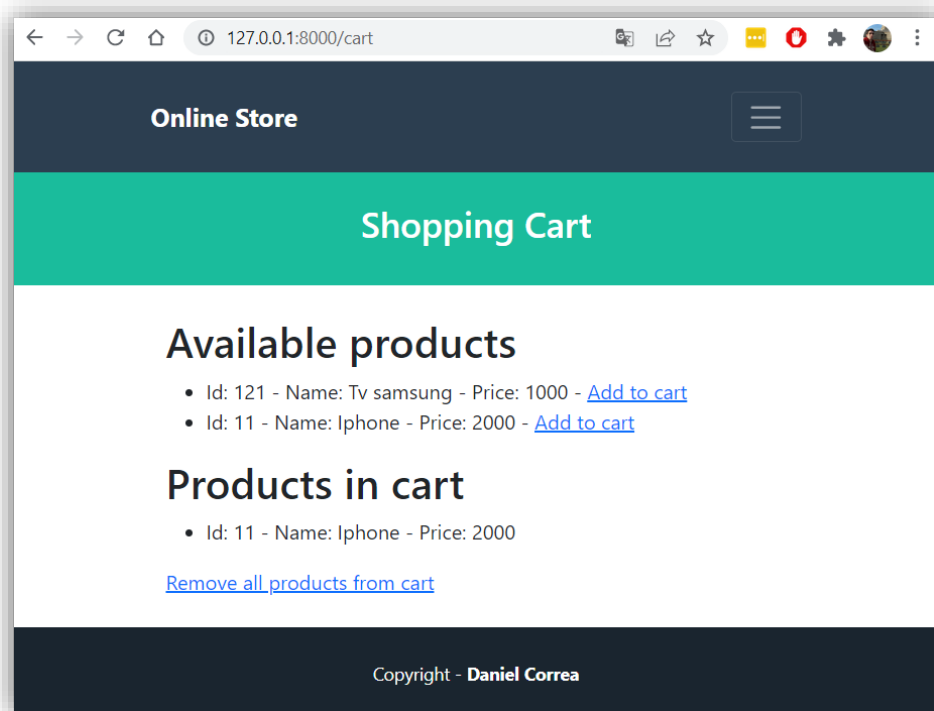 127.0.0.1:8000/cart
Online Store
Shopping Cart
Available products
Id: 121 - Name: Tv samsung - Price: 1000 - Add to cart
Id: 11 - Name: Iphone - Price: 2000 - Add to cart
Products in cart
Id: 11 - Name: Iphone - Price: 2000
Remove all products from cart
Copyright - Daniel Correa